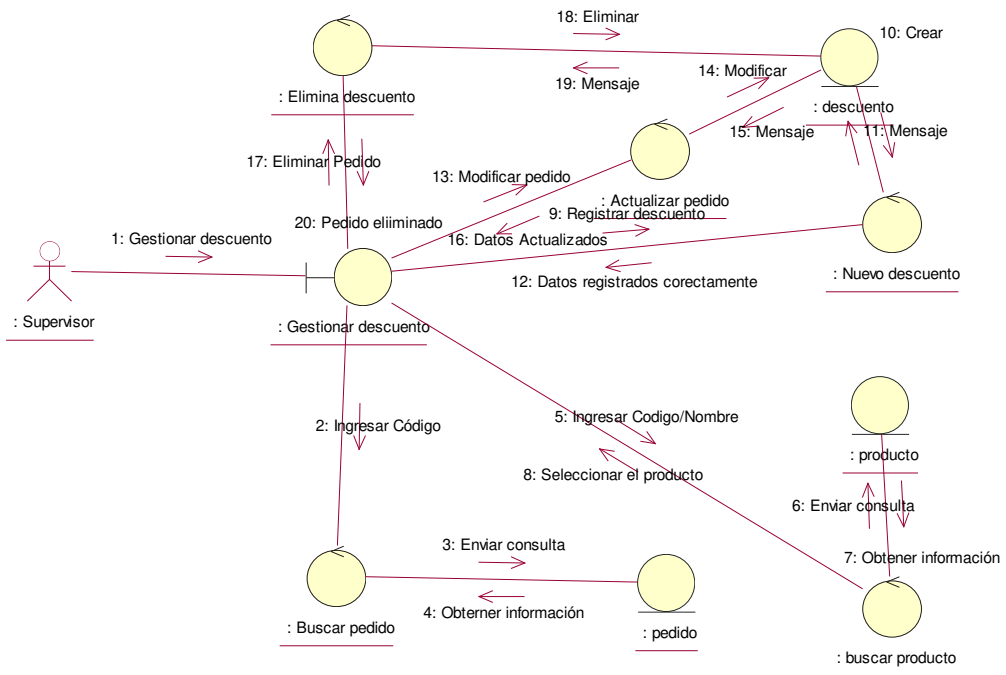 18: Eliminar
10: Crear
19: Mensaje
14: Modificar
: Elimina descuento
: descuento
15: Mensaje
11: Mensaje
17: Eliminar Pedido
13: Modificar pedido
: Actualizar pedido
9: Registrar descuento
20: Pedido eliiminado
1: Gestionar descuento
16: Datos Actualizados
: Nuevo descuento
12: Datos registrados corectamente
: Supervisor
: Gestionar descuento
5: Ingresar Codigo/Nombre
2: Ingresar Código
: producto
8: Seleccionar el producto
6: Enviar consulta
3: Enviar consulta
7: Obtener información
4: Obterner información
: Buscar pedido
: pedido
: buscar producto